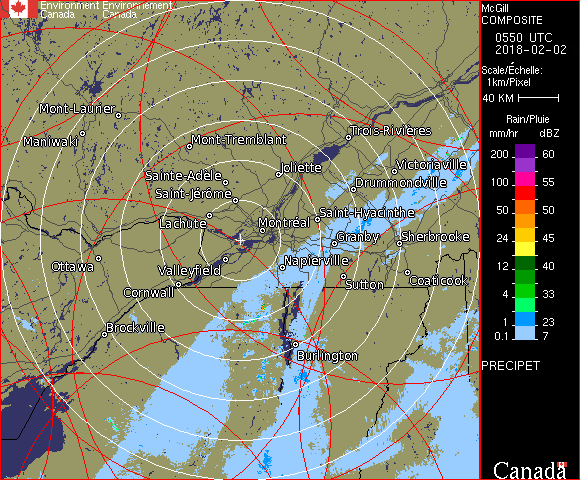 Environment Environnement
Canada Canada
McGill
COMPOSITE
0550 UTC
2018-02-02
Scale/Échelle:
1km/Pixel
40 KM
Rain/Pluie
mm/hr dBZ
200 60
55
100 55
50 50
24 45
12 40
4 33
1 23
0.1 7
PRECIPET
Canada
Mont-Laurier
Maniwaki
Mont-Tremblant
Trois-Rivières
Sainte-Adèle
Joliette
Victoriaville
Drummondville
Saint-Jérôme
Lachute
Montréal
Saint-Hyacinthe
Granby
Sherbrooke
Ottawa
Valleyfield
Napierville
Cornwall
Sutton
Coaticook
Brockville
Burlington